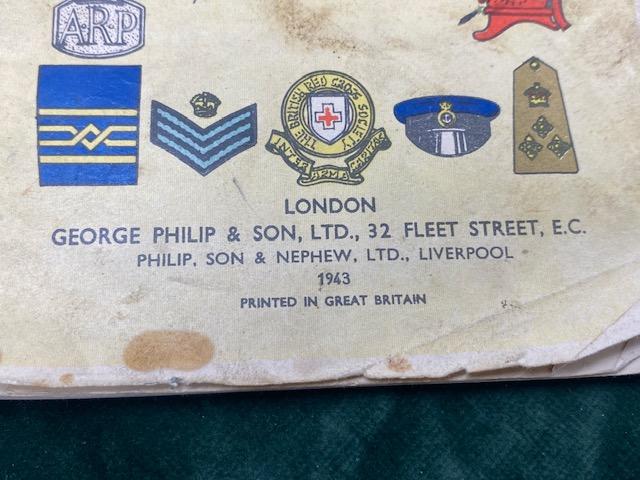 A.R.P
THE BRITISH RED CROSS SOCIETY
INTER ARMA CARITAS
LONDON
GEORGE PHILIP & SON, LTD., 32 FLEET STREET, E.C.
PHILIP, SON & NEPHEW, LTD., LIVERPOOL
1943
PRINTED IN GREAT BRITAIN